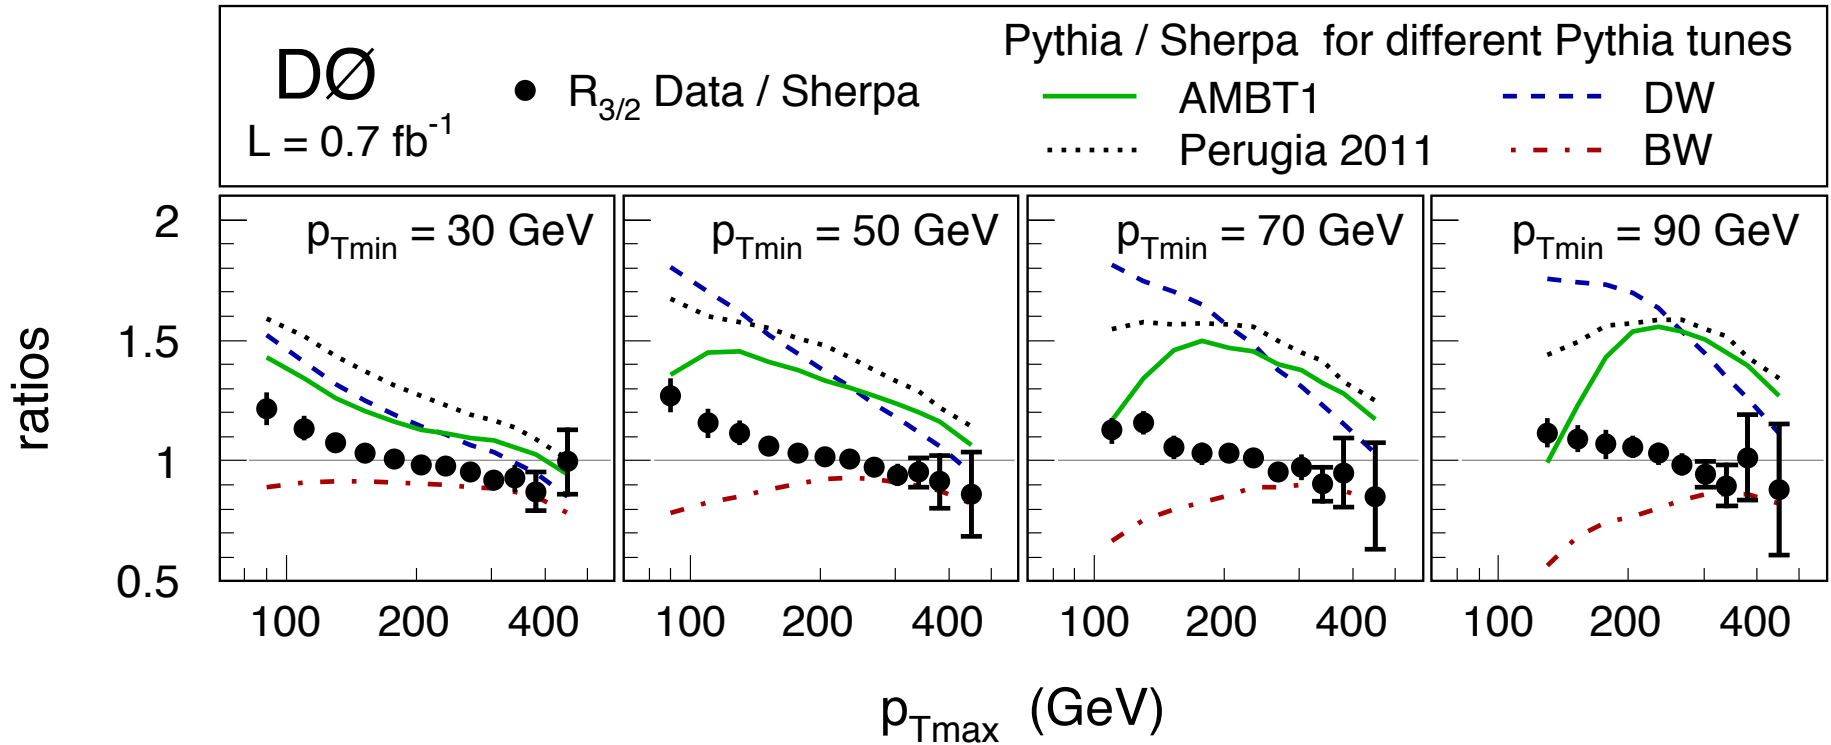 DØ
L = 0.7 fb-1
R3/2 Data / Sherpa
Pythia / Sherpa for different Pythia tunes
AMBT1
DW
Perugia 2011
BW
pTmin = 30 GeV
pTmin = 50 GeV
pTmin = 70 GeV
pTmin = 90 GeV
ratios
2
1.5
1
0.5
100 200 400
100 200 400
100 200 400
100 200 400
pTmax (GeV)